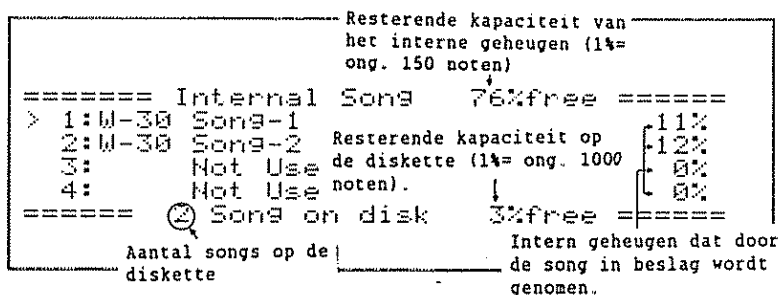 Resterende kapaciteit van
het interne geheugen (1%=
ong. 150 noten)
======= Internal Song 76%free ======
> 1:W-30 Song-1 11%
2:W-30 Song-2 12%
3: Not Use 0%
4: Not Use 0%
Resterende kapaciteit op
de diskette (1%= ong. 1000
noten).
====== 2 Song on disk 3%free ======
Aantal songs op de
diskette
Intern geheugen dat door
de song in beslag wordt
genomen.